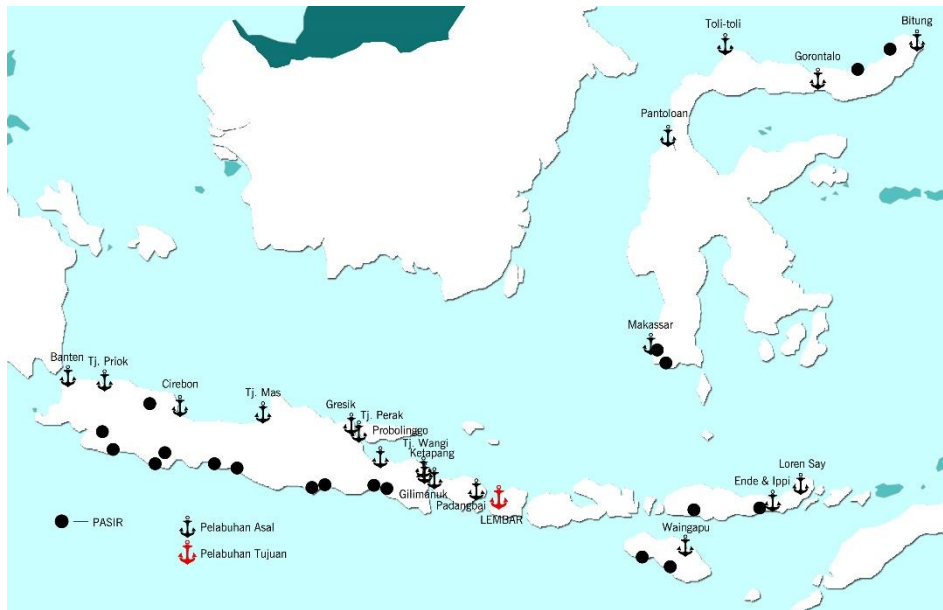 Toli-toli
Bitung
Gorontalo
Pantoloan
Makassar
Banten
Tj. Priok
Cirebon
Tj. Mas
Gresik
Tj. Perak
Probolinggo
Tj. Wangi
Ketapang
Gilimanuk
Padangbai
LEMBAR
Loren Say
Ende & Ippi
Waingapu
PASIR
Pelabuhan Asal
Pelabuhan Tujuan